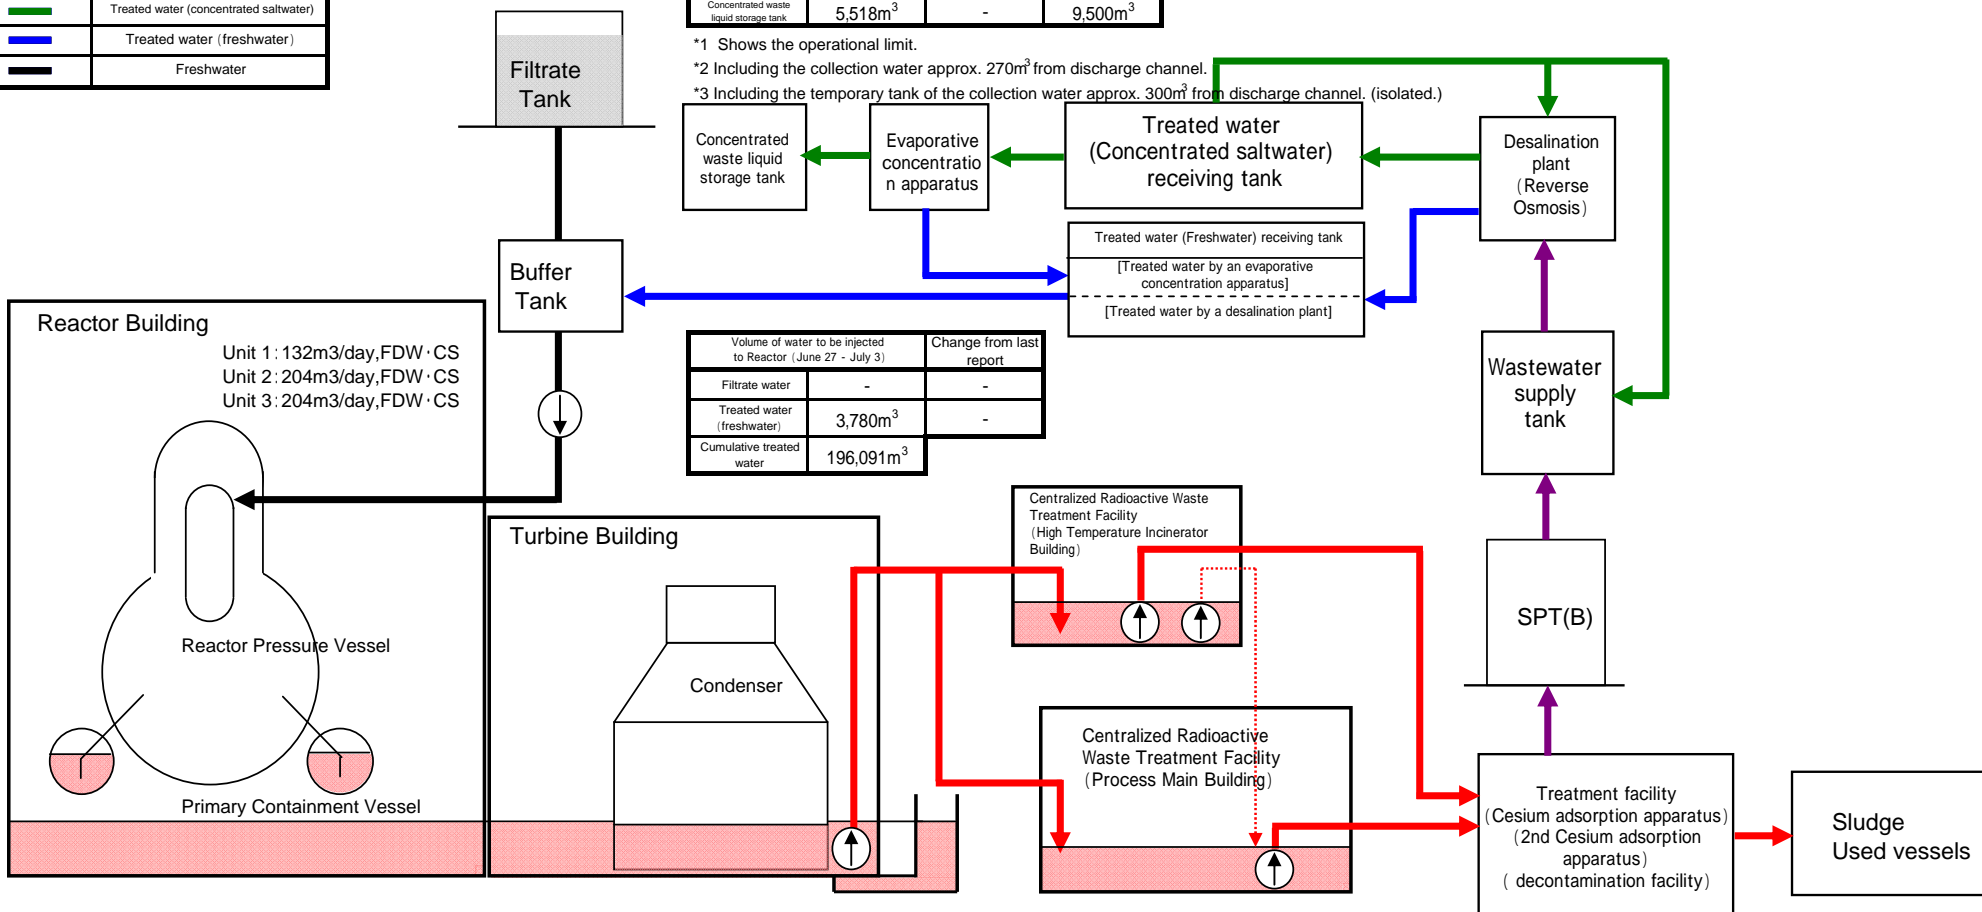 Treated water (concentrated saltwater)
Treated water (freshwater)
Freshwater
Concentrated waste
liquid storage tank
5,518m³
-
9,500m³
*1 Shows the operational limit.
*2 Including the collection water approx. 270m³ from discharge channel.
*3 Including the temporary tank of the collection water approx. 300m³ from discharge channel. (isolated.)
Filtrate
Tank
Concentrated
waste liquid
storage tank
Evaporative
concentratio
n apparatus
Treated water
(Concentrated saltwater)
receiving tank
Desalination
plant
(Reverse
Osmosis)
Treated water (Freshwater) receiving tank
[Treated water by an evaporative
concentration apparatus]
[Treated water by a desalination plant]
Buffer
Tank
Reactor Building
Unit 1:132m3/day,FDW・CS
Unit 2:204m3/day,FDW・CS
Unit 3:204m3/day,FDW・CS
Volume of water to be injected
to Reactor (June 27 - July 3)
Change from last
report
Filtrate water
-
-
Treated water
(freshwater)
3,780m³
-
Cumulative treated
water
196,091m³
Wastewater
supply
tank
Centralized Radioactive Waste
Treatment Facility
(High Temperature Incinerator
Building)
Turbine Building
SPT(B)
Reactor Pressure Vessel
Condenser
Centralized Radioactive
Waste Treatment Facility
(Process Main Building)
Primary Containment Vessel
Treatment facility
(Cesium adsorption apparatus)
(2nd Cesium adsorption
apparatus)
( decontamination facility)
Sludge
Used vessels